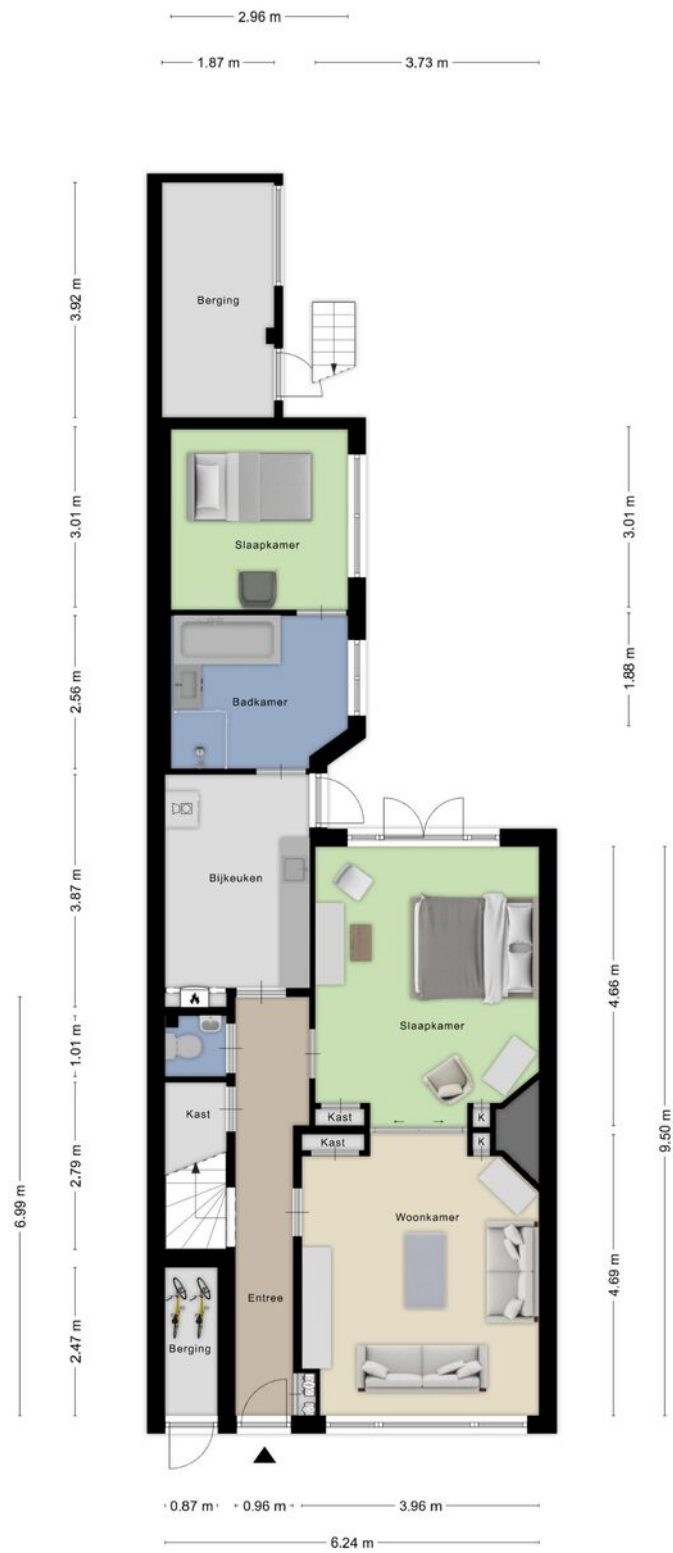 2.96 m
1.87 m
3.73 m
3.92 m
Berging
3.01 m
3.01 m
Slaapkamer
2.56 m
1.88 m
Badkamer
3.87 m
Bijkeuken
4.66 m
Slaapkamer
1.01 m
Kast
Kast
K
Kast
K
9.50 m
2.79 m
6.99 m
Woonkamer
4.69 m
Entree
2.47 m
Berging
0.87 m
0.96 m
3.96 m
6.24 m